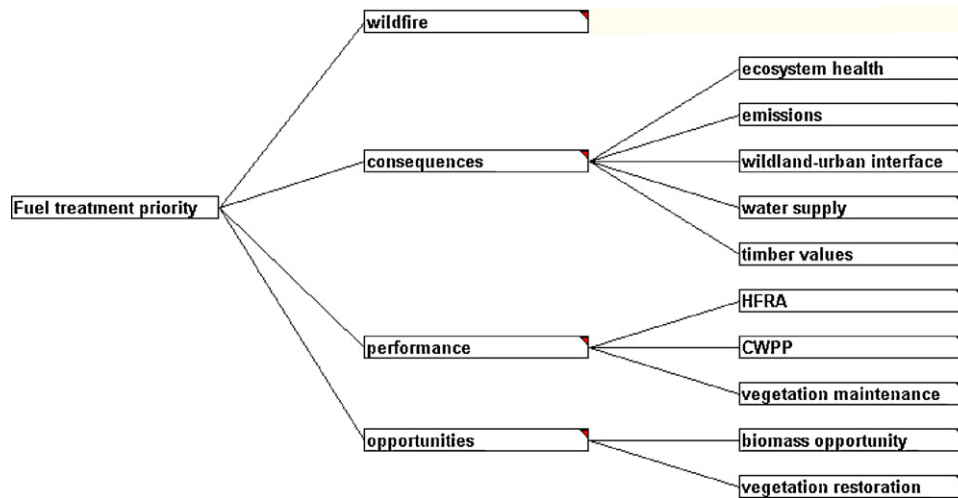 wildfire
ecosystem health
emissions
consequences
wildland-urban interface
Fuel treatment priority
water supply
timber values
HFRA
performance
CWPP
vegetation maintenance
opportunities
biomass opportunity
vegetation restoration